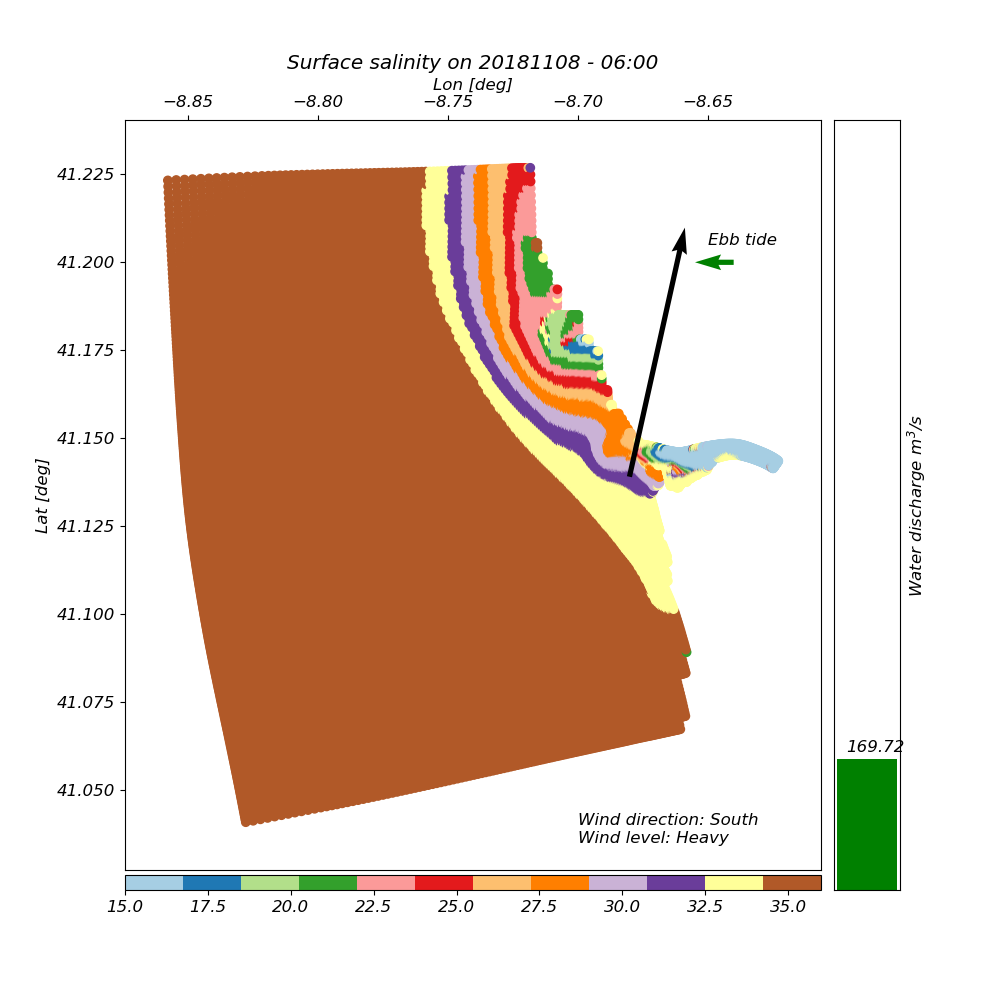 Surface salinity on 20181108 - 06:00
Lon [deg]
−8.85 −8.80 −8.75 −8.70 −8.65
41.225
41.200
41.175
41.150
41.125
41.100
41.075
41.050
Lat [deg]
Ebb tide
Wind direction: South
Wind level: Heavy
15.0 17.5 20.0 22.5 25.0 27.5 30.0 32.5 35.0
169.72
Water discharge m³/s